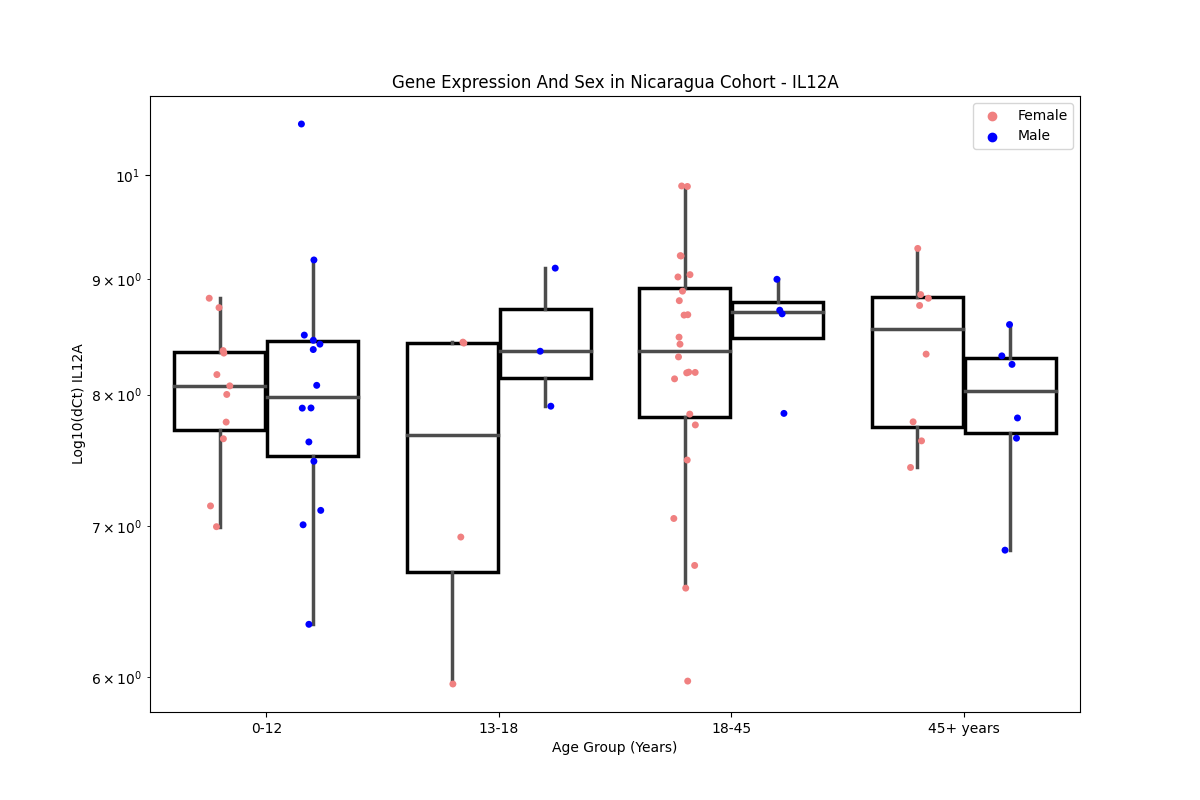 Gene Expression And Sex in Nicaragua Cohort - IL12A
Female
Male
Log10(dCt) IL12A
10¹
9 × 10⁰
8 × 10⁰
7 × 10⁰
6 × 10⁰
0-12
13-18
18-45
45+ years
Age Group (Years)